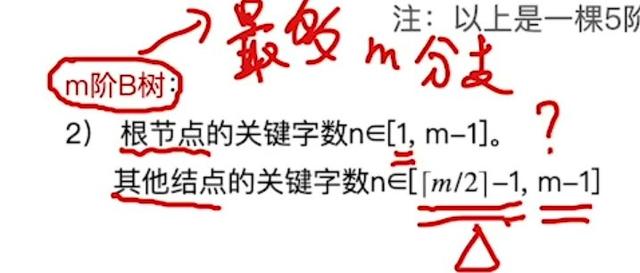 注：以上是一棵5阶
最多 m 分支
m阶B树：
2） 根节点的关键字数n∈[1, m−1]。 ?
其他结点的关键字数n∈[⌈m/2⌉−1, m−1]